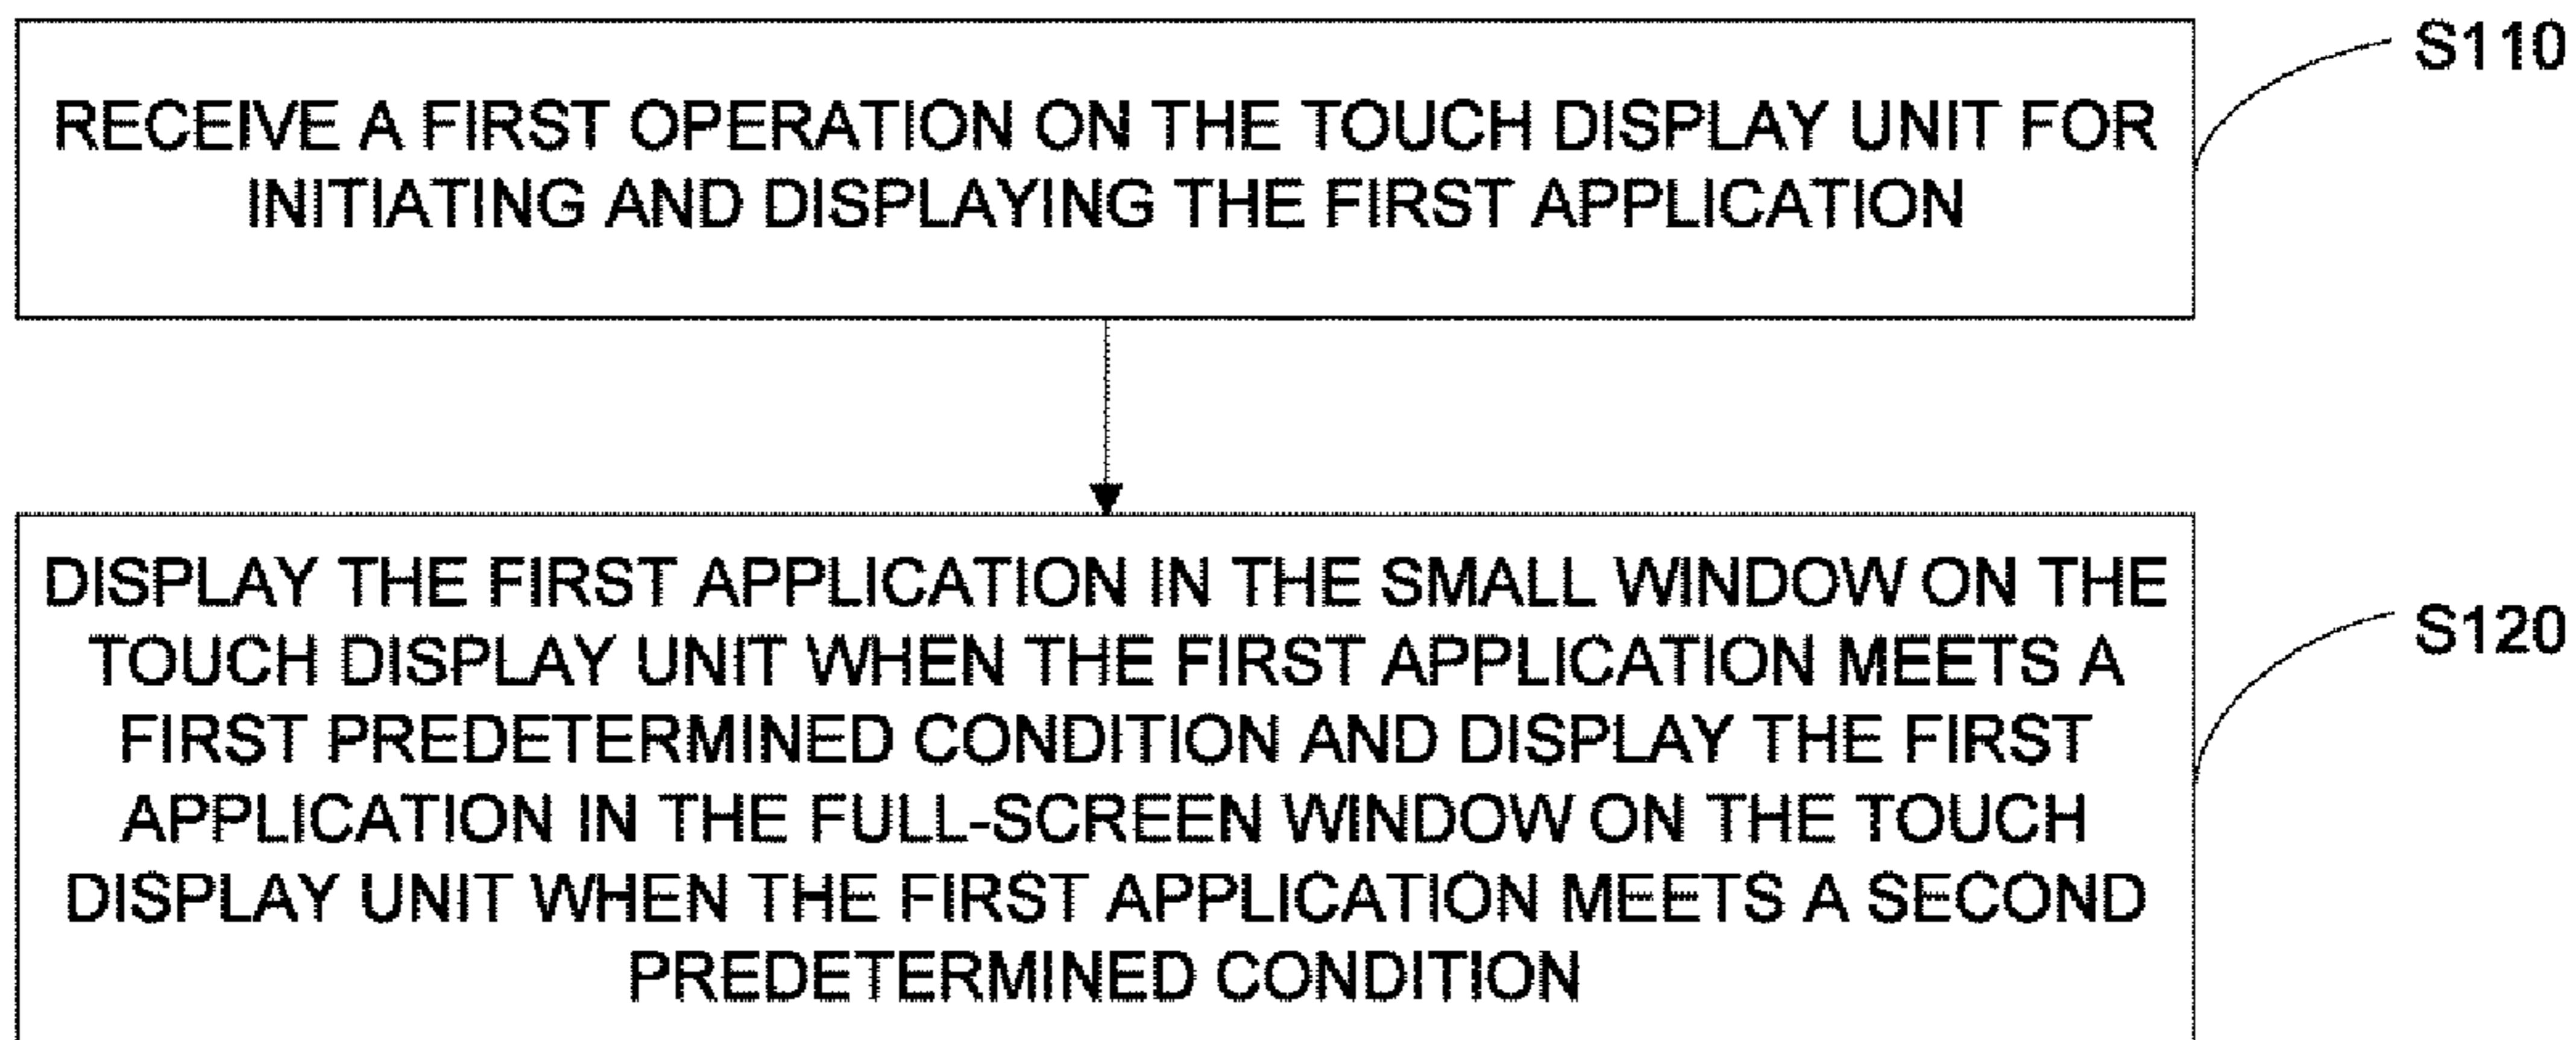 S110
RECEIVE A FIRST OPERATION ON THE TOUCH DISPLAY UNIT FOR
INITIATING AND DISPLAYING THE FIRST APPLICATION
DISPLAY THE FIRST APPLICATION IN THE SMALL WINDOW ON THE
TOUCH DISPLAY UNIT WHEN THE FIRST APPLICATION MEETS A
S120
FIRST PREDETERMINED CONDITION AND DISPLAY THE FIRST
APPLICATION IN THE FULL-SCREEN WINDOW ON THE TOUCH
DISPLAY UNIT WHEN THE FIRST APPLICATION MEETS A SECOND
PREDETERMINED CONDITION